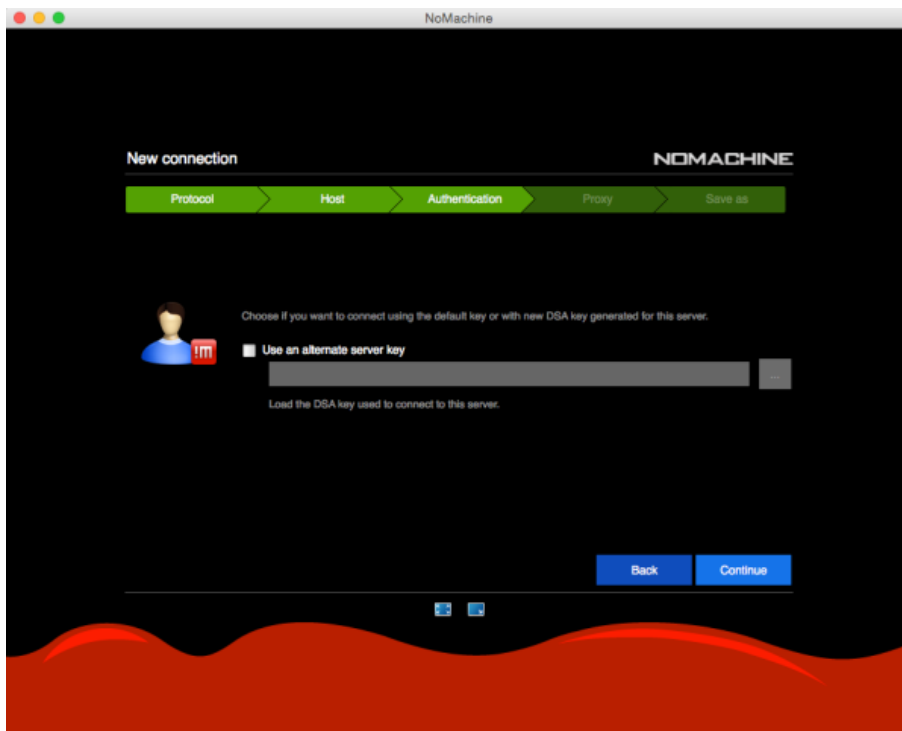 NoMachine
New connection
NOMACHINE
Protocol
Host
Authentication
Proxy
Save as
Choose if you want to connect using the default key or with new DSA key generated for this server.
!m
Use an alternate server key
...
Load the DSA key used to connect to this server.
Back
Continue